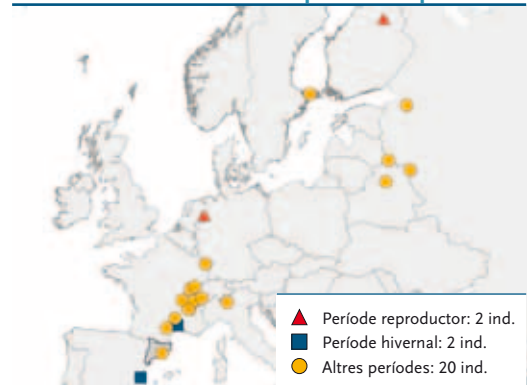 Període reproductor: 2 ind.
Període hivernal: 2 ind.
Altres períodes: 20 ind.